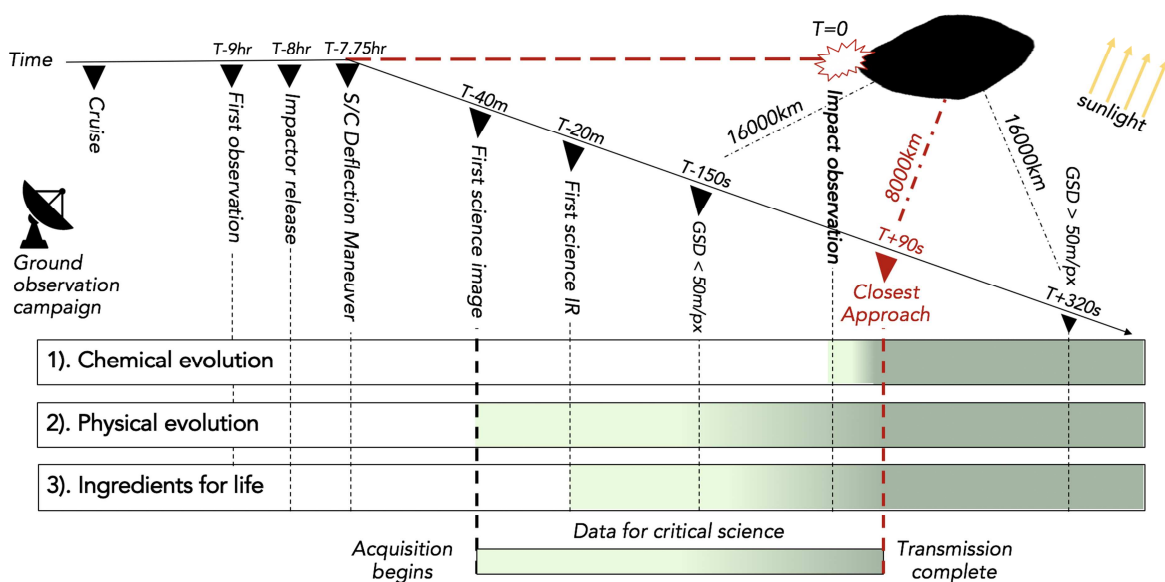 T=0
T-9hr
T-8hr
T-7.75hr
Time
sunlight
Cruise
First observation
Impactor release
S/C Deflection Maneuver
T-40m
First science image
T-20m
First science IR
16000km
T-150s
GSD < 50m/px
Impact observation
8000km
T+90s
Closest
Approach
16000km
GSD > 50m/px
T+320s
Ground
observation
campaign
1). Chemical evolution
2). Physical evolution
3). Ingredients for life
Data for critical science
Acquisition
begins
Transmission
complete